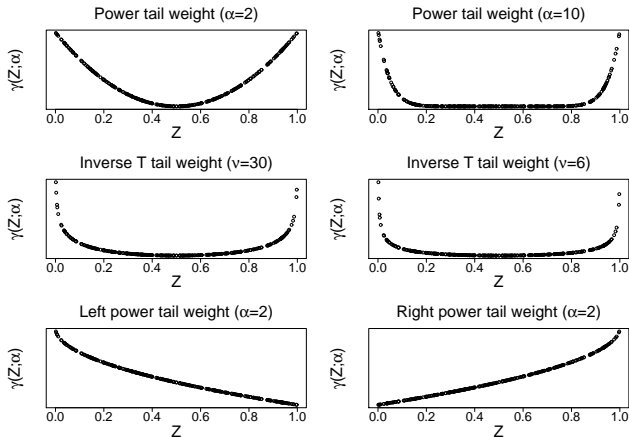 Power tail weight (α=2)
γ(Z;α)
0.0 0.2 0.4 0.6 0.8 1.0
Z
Power tail weight (α=10)
γ(Z;α)
0.0 0.2 0.4 0.6 0.8 1.0
Z
Inverse T tail weight (ν=30)
γ(Z;α)
0.0 0.2 0.4 0.6 0.8 1.0
Z
Inverse T tail weight (ν=6)
γ(Z;α)
0.0 0.2 0.4 0.6 0.8 1.0
Z
Left power tail weight (α=2)
γ(Z;α)
0.0 0.2 0.4 0.6 0.8 1.0
Z
Right power tail weight (α=2)
γ(Z;α)
0.0 0.2 0.4 0.6 0.8 1.0
Z